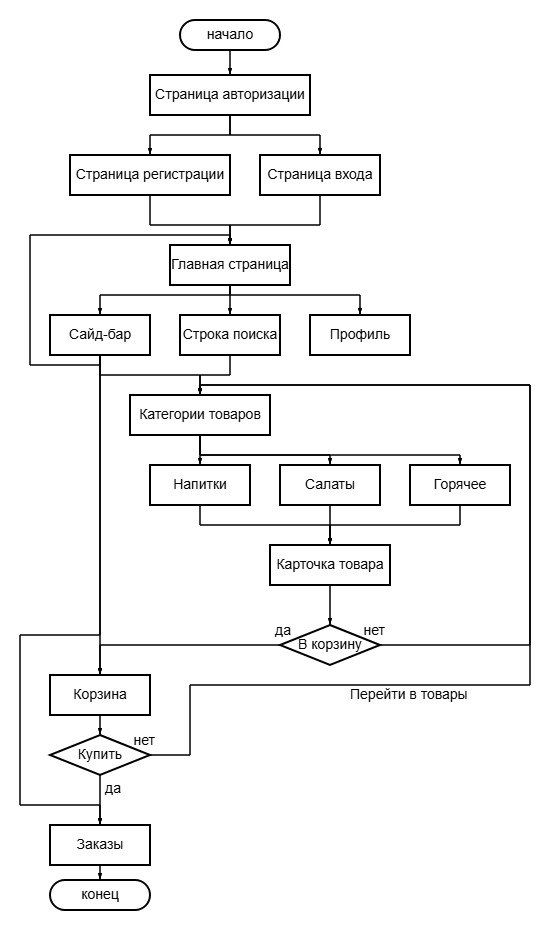 начало
Страница авторизации
Страница регистрации
Страница входа
Главная страница
Сайд-бар
Строка поиска
Профиль
Категории товаров
Напитки
Салаты
Горячее
Карточка товара
да
нет
В корзину
Корзина
Перейти в товары
нет
Купить
да
Заказы
конец